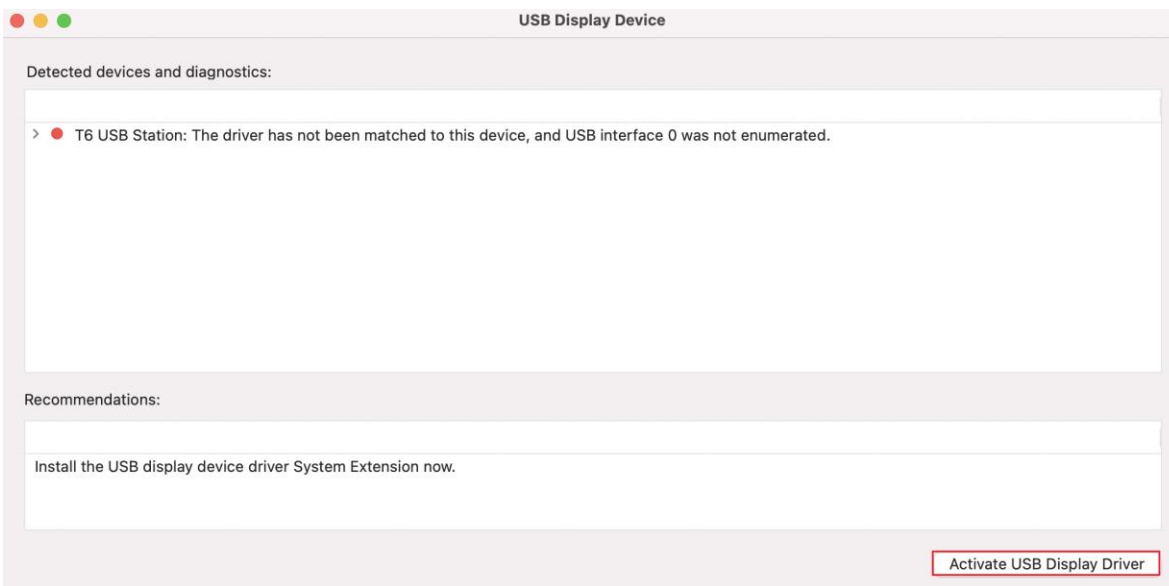 USB Display Device
Detected devices and diagnostics:
T6 USB Station: The driver has not been matched to this device, and USB interface 0 was not enumerated.
Recommendations:
Install the USB display device driver System Extension now.
Activate USB Display Driver